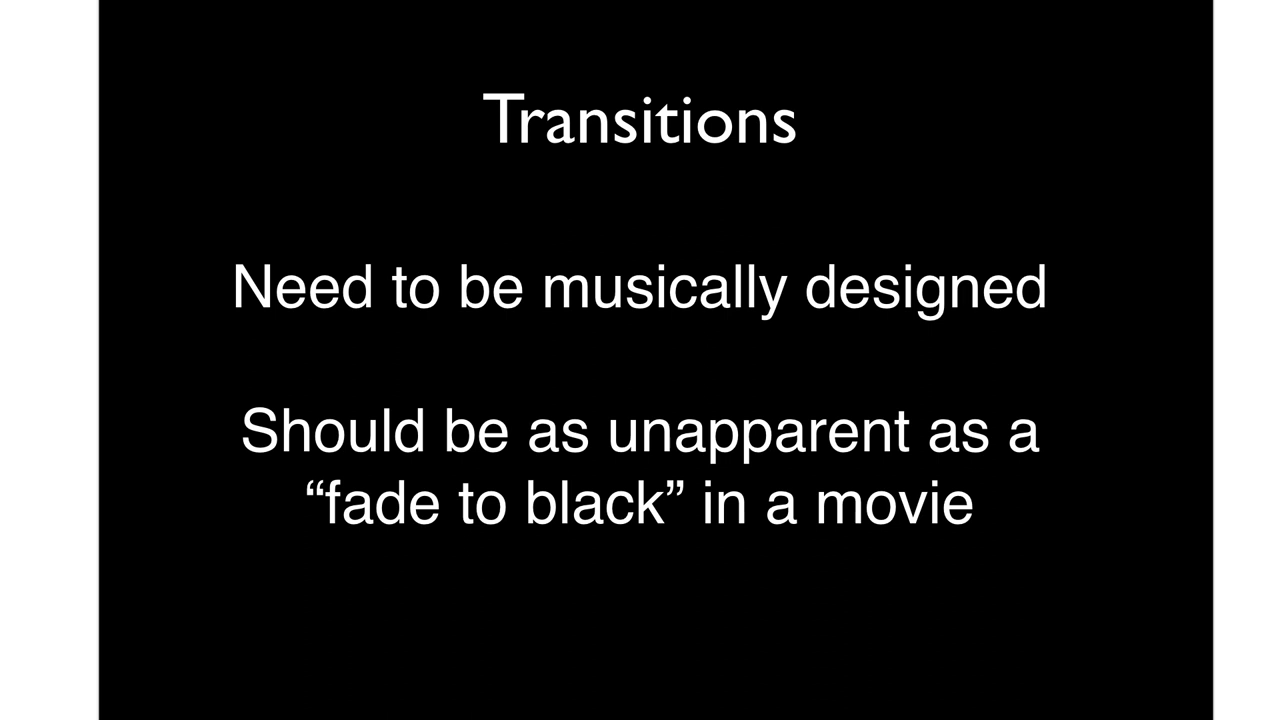 Transitions
Need to be musically designed
Should be as unapparent as a
“fade to black” in a movie